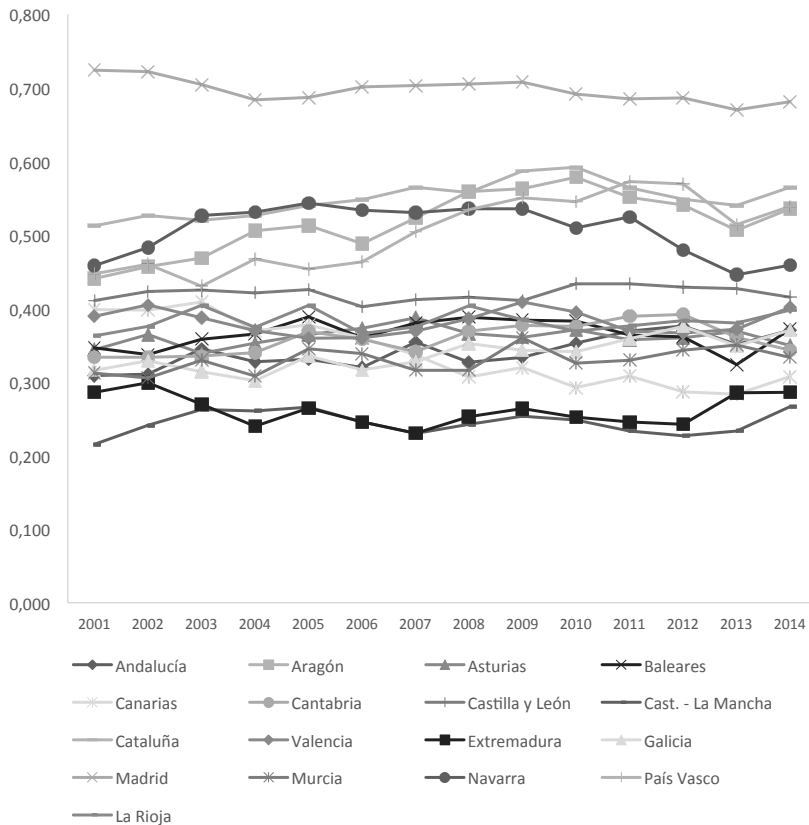 0,800
0,700
0,600
0,500
0,400
0,300
0,200
0,100
0,000
2001 2002 2003 2004 2005 2006 2007 2008 2009 2010 2011 2012 2013 2014
Andalucía Aragón Asturias Baleares
Canarias Cantabria Castilla y León Cast. - La Mancha
Cataluña Valencia Extremadura Galicia
Madrid Murcia Navarra País Vasco
La Rioja